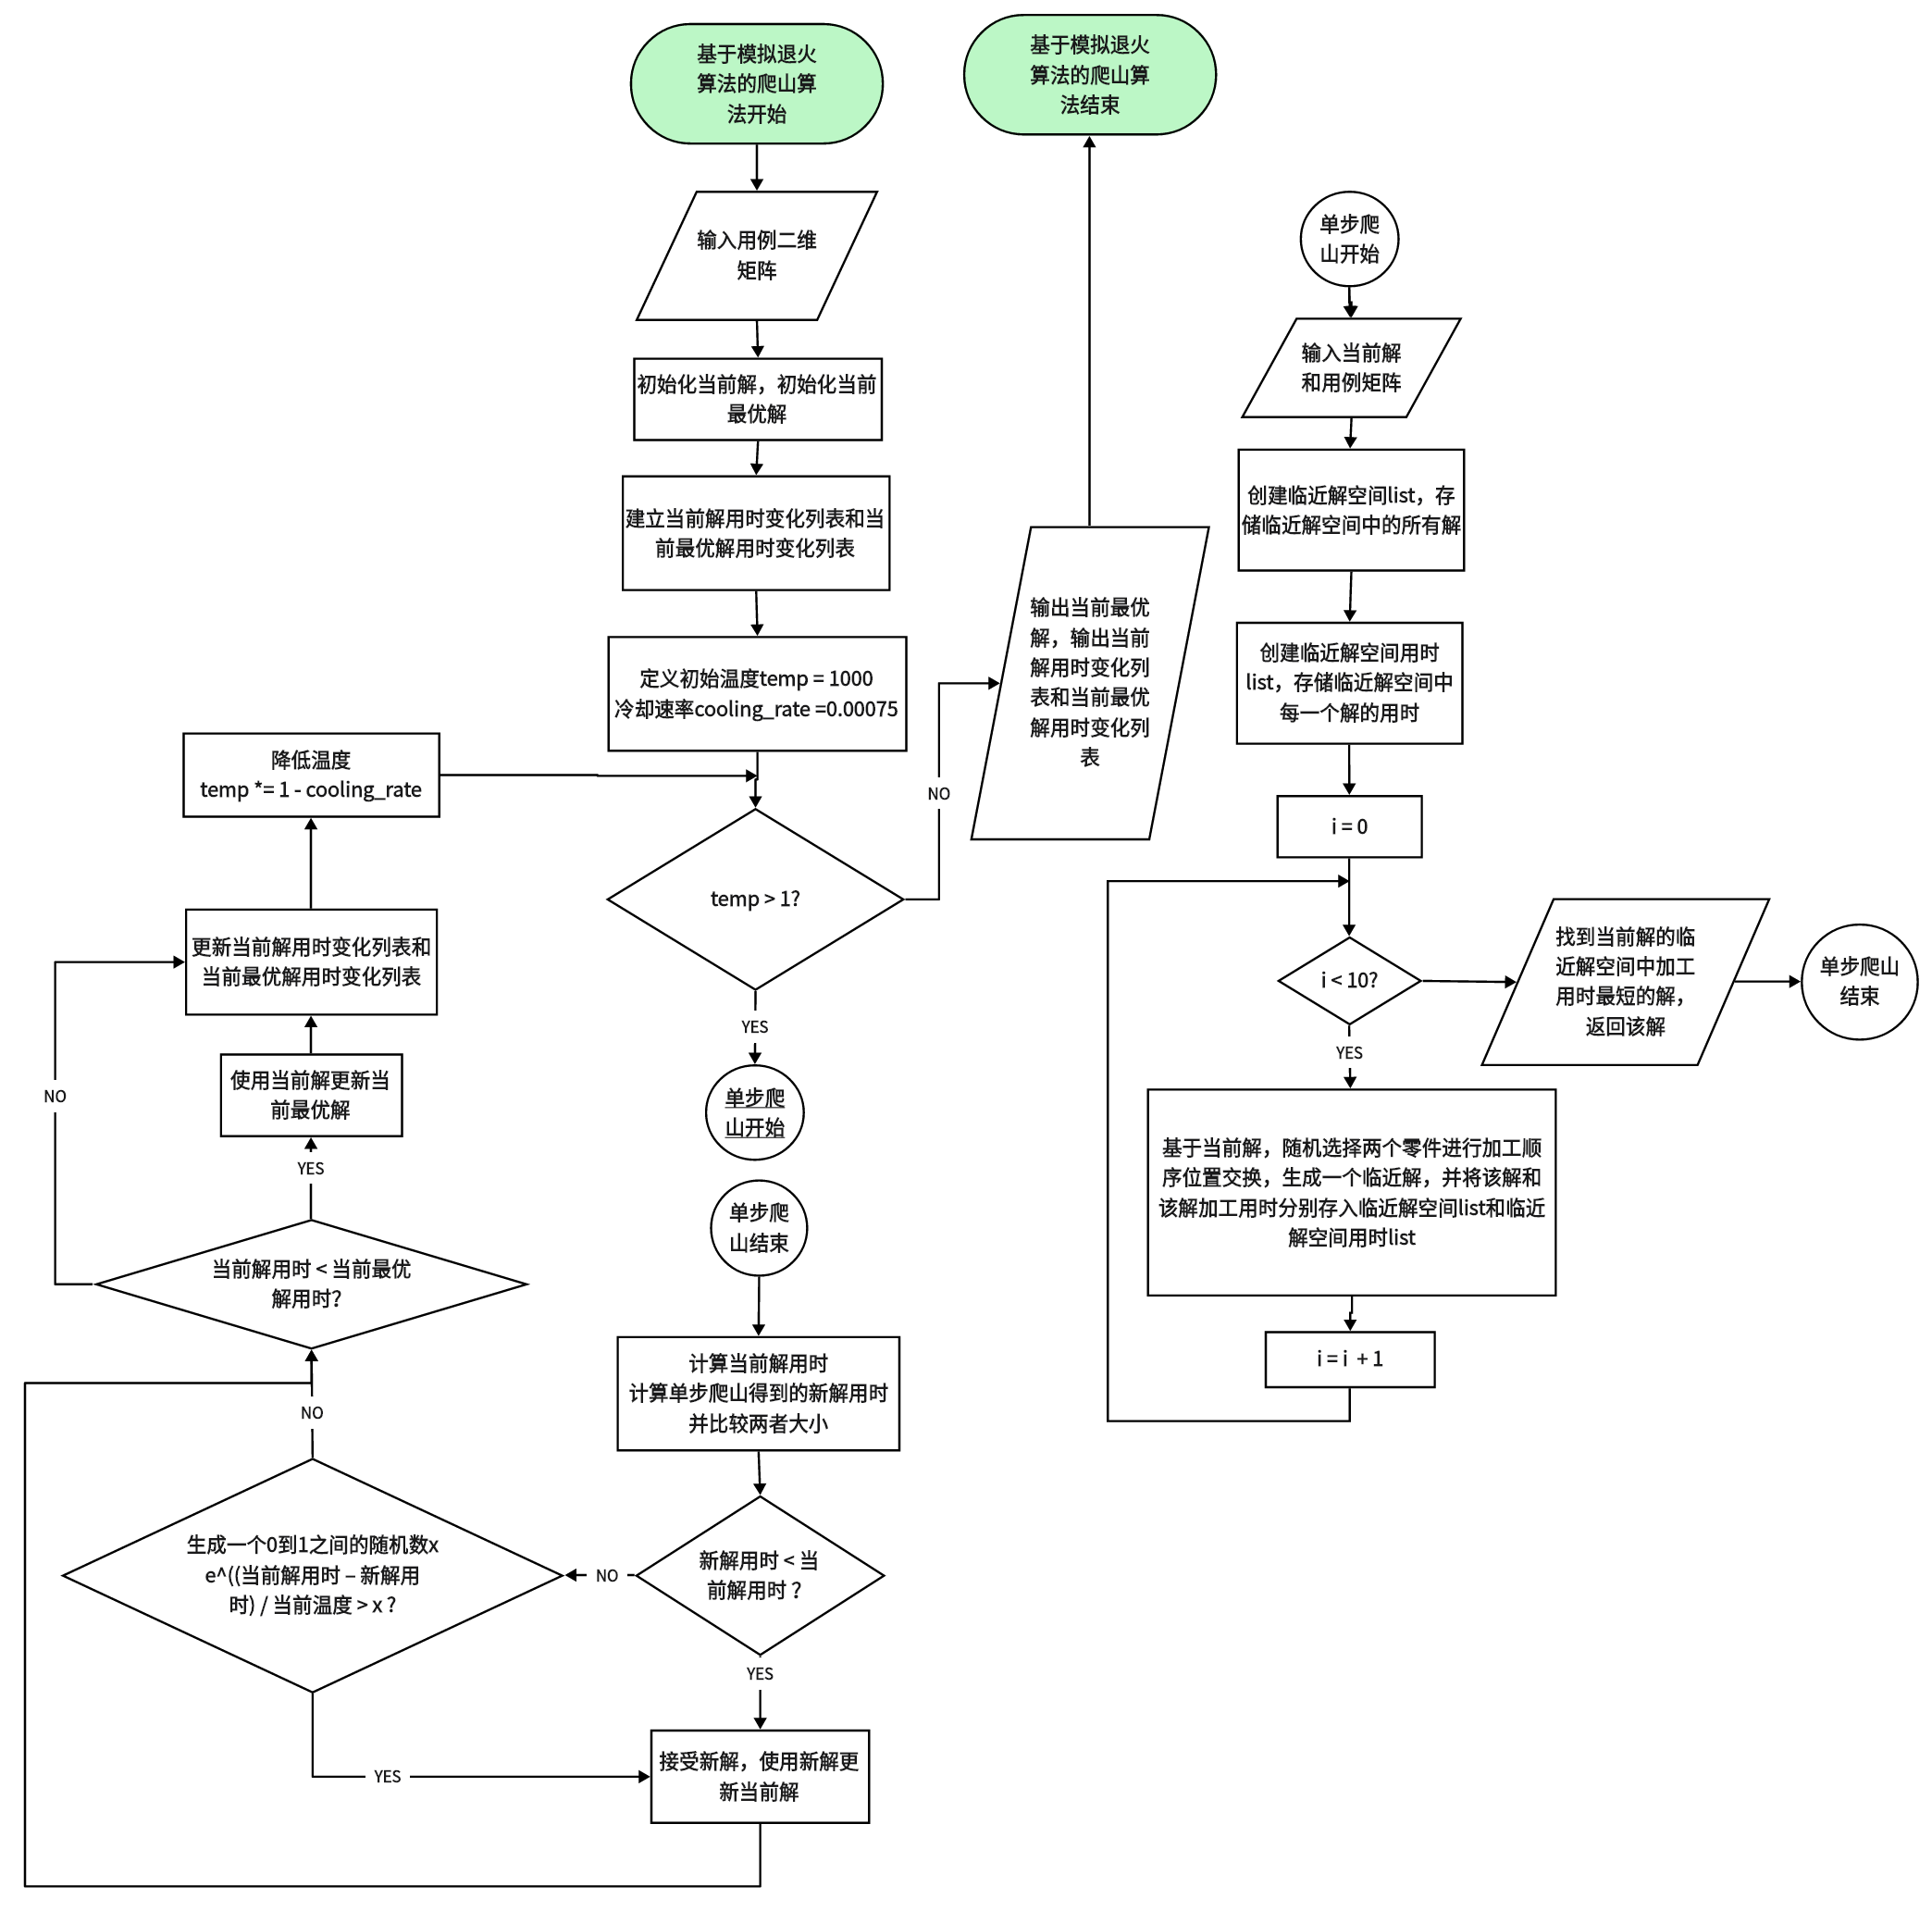 基于模拟退火
算法的爬山算
法开始
输入用例二维
矩阵
初始化当前解，初始化当前
最优解
建立当前解用时变化列表和当
前最优解用时变化列表
定义初始温度temp = 1000
冷却速率cooling_rate =0.00075
temp > 1?
NO
YES
单步爬
山开始
单步爬
山结束
计算当前解用时
计算单步爬山得到的新解用时
并比较两者大小
新解用时 < 当
前解用时 ？
NO
YES
接受新解，使用新解更
新当前解
生成一个0到1之间的随机数x
e^((当前解用时 – 新解用
时) / 当前温度 > x ?
YES
NO
当前解用时 < 当前最优
解用时?
NO
YES
使用当前解更新当
前最优解
更新当前解用时变化列表和
当前最优解用时变化列表
降低温度
temp *= 1 - cooling_rate
输出当前最优
解，输出当前
解用时变化列
表和当前最优
解用时变化列
表
基于模拟退火
算法的爬山算
法结束
单步爬
山开始
输入当前解
和用例矩阵
创建临近解空间list，存
储临近解空间中的所有解
创建临近解空间用时
list，存储临近解空间中
每一个解的用时
i = 0
i < 10?
YES
基于当前解，随机选择两个零件进行加工顺
序位置交换，生成一个临近解，并将该解和
该解加工用时分别存入临近解空间list和临近
解空间用时list
i = i  + 1
找到当前解的临
近解空间中加工
用时最短的解，
返回该解
单步爬山
结束